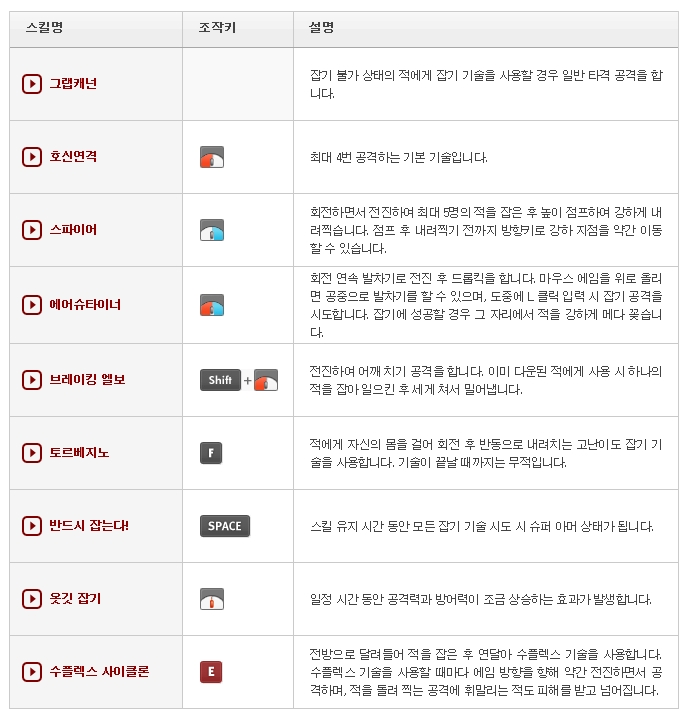 스킬명 조작키 설명
그랩캐넌
잡기 불가 상태의 적에게 잡기 기술을 사용할 경우 일반 타격 공격을 합
니다.
호신연격
최대 4번 공격하는 기본 기술입니다.
스파이어
회전하면서 전진하여 최대 5명의 적을 잡은 후 높이 점프하여 강하게 내
려찍습니다. 점프 후 내려찍기 전까지 방향키로 강하 지점을 약간 이동
할 수 있습니다.
에어슈타이너
회전 연속 발차기로 전진 후 드롭킥을 합니다. 마우스 에임을 위로 올리
면 공중으로 발차기를 할 수 있으며, 도중에 L 클릭 입력 시 잡기 공격을
시도합니다. 잡기에 성공할 경우 그 자리에서 적을 강하게 메다 꽂습니
다.
브레이킹 엘보
Shift +
전진하여 어깨 치기 공격을 합니다. 이미 다운된 적에게 사용 시 하나의
적을 잡아 일으킨 후 세게 쳐서 밀어냅니다.
토르베지노
F
적에게 자신의 몸을 걸어 회전 후 반동으로 내려치는 고난이도 잡기 기
술을 사용합니다. 기술이 끝날 때까지는 무적입니다.
반드시 잡는다!
SPACE
스킬 유지 시간 동안 모든 잡기 기술 시도 시 슈퍼 아머 상태가 됩니다.
옷깃 잡기
일정 시간 동안 공격력과 방어력이 조금 상승하는 효과가 발생합니다.
수플렉스 사이클론
E
전방으로 달려들어 적을 잡은 후 연달아 수플렉스 기술을 사용합니다.
수플렉스 기술을 사용할 때마다 에임 방향을 향해 약간 전진하면서 공
격하며, 적을 돌려 찍는 공격에 휘말리는 적도 피해를 받고 넘어집니다.